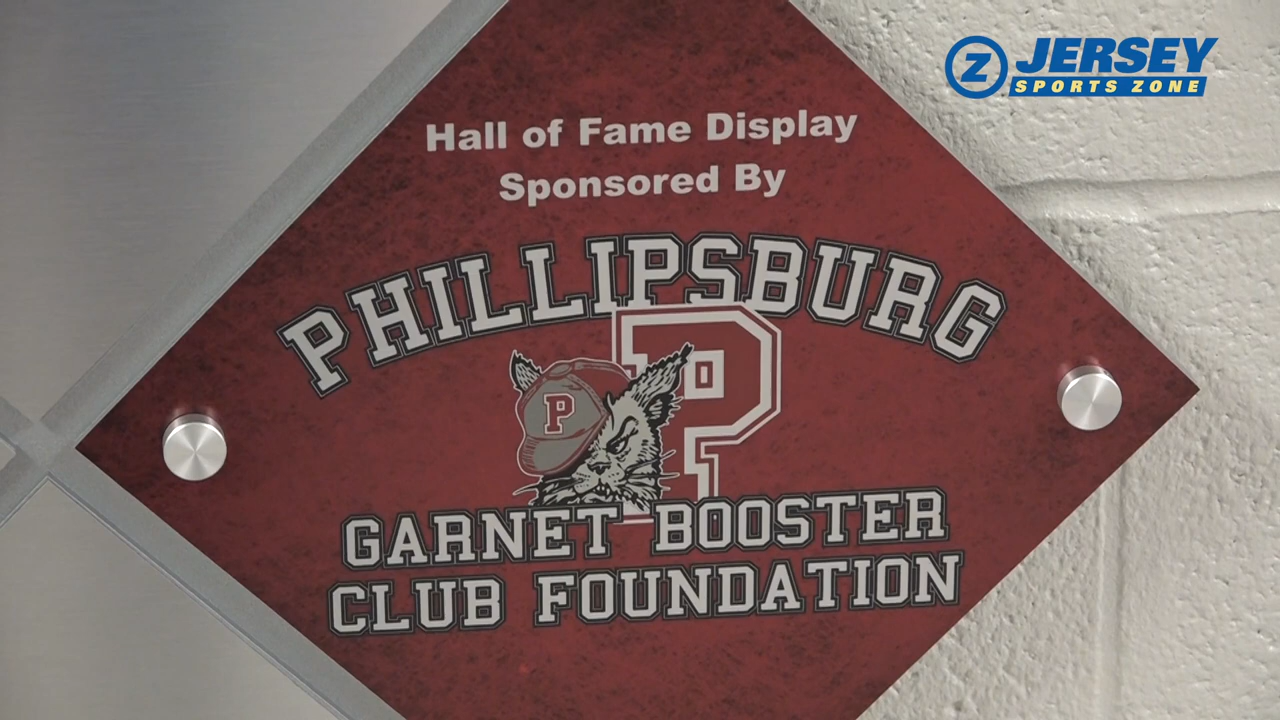 Z JERSEY
SPORTS ZONE
Hall of Fame Display
Sponsored By
PHILLIPSBURG
P
P
GARNET BOOSTER
CLUB FOUNDATION